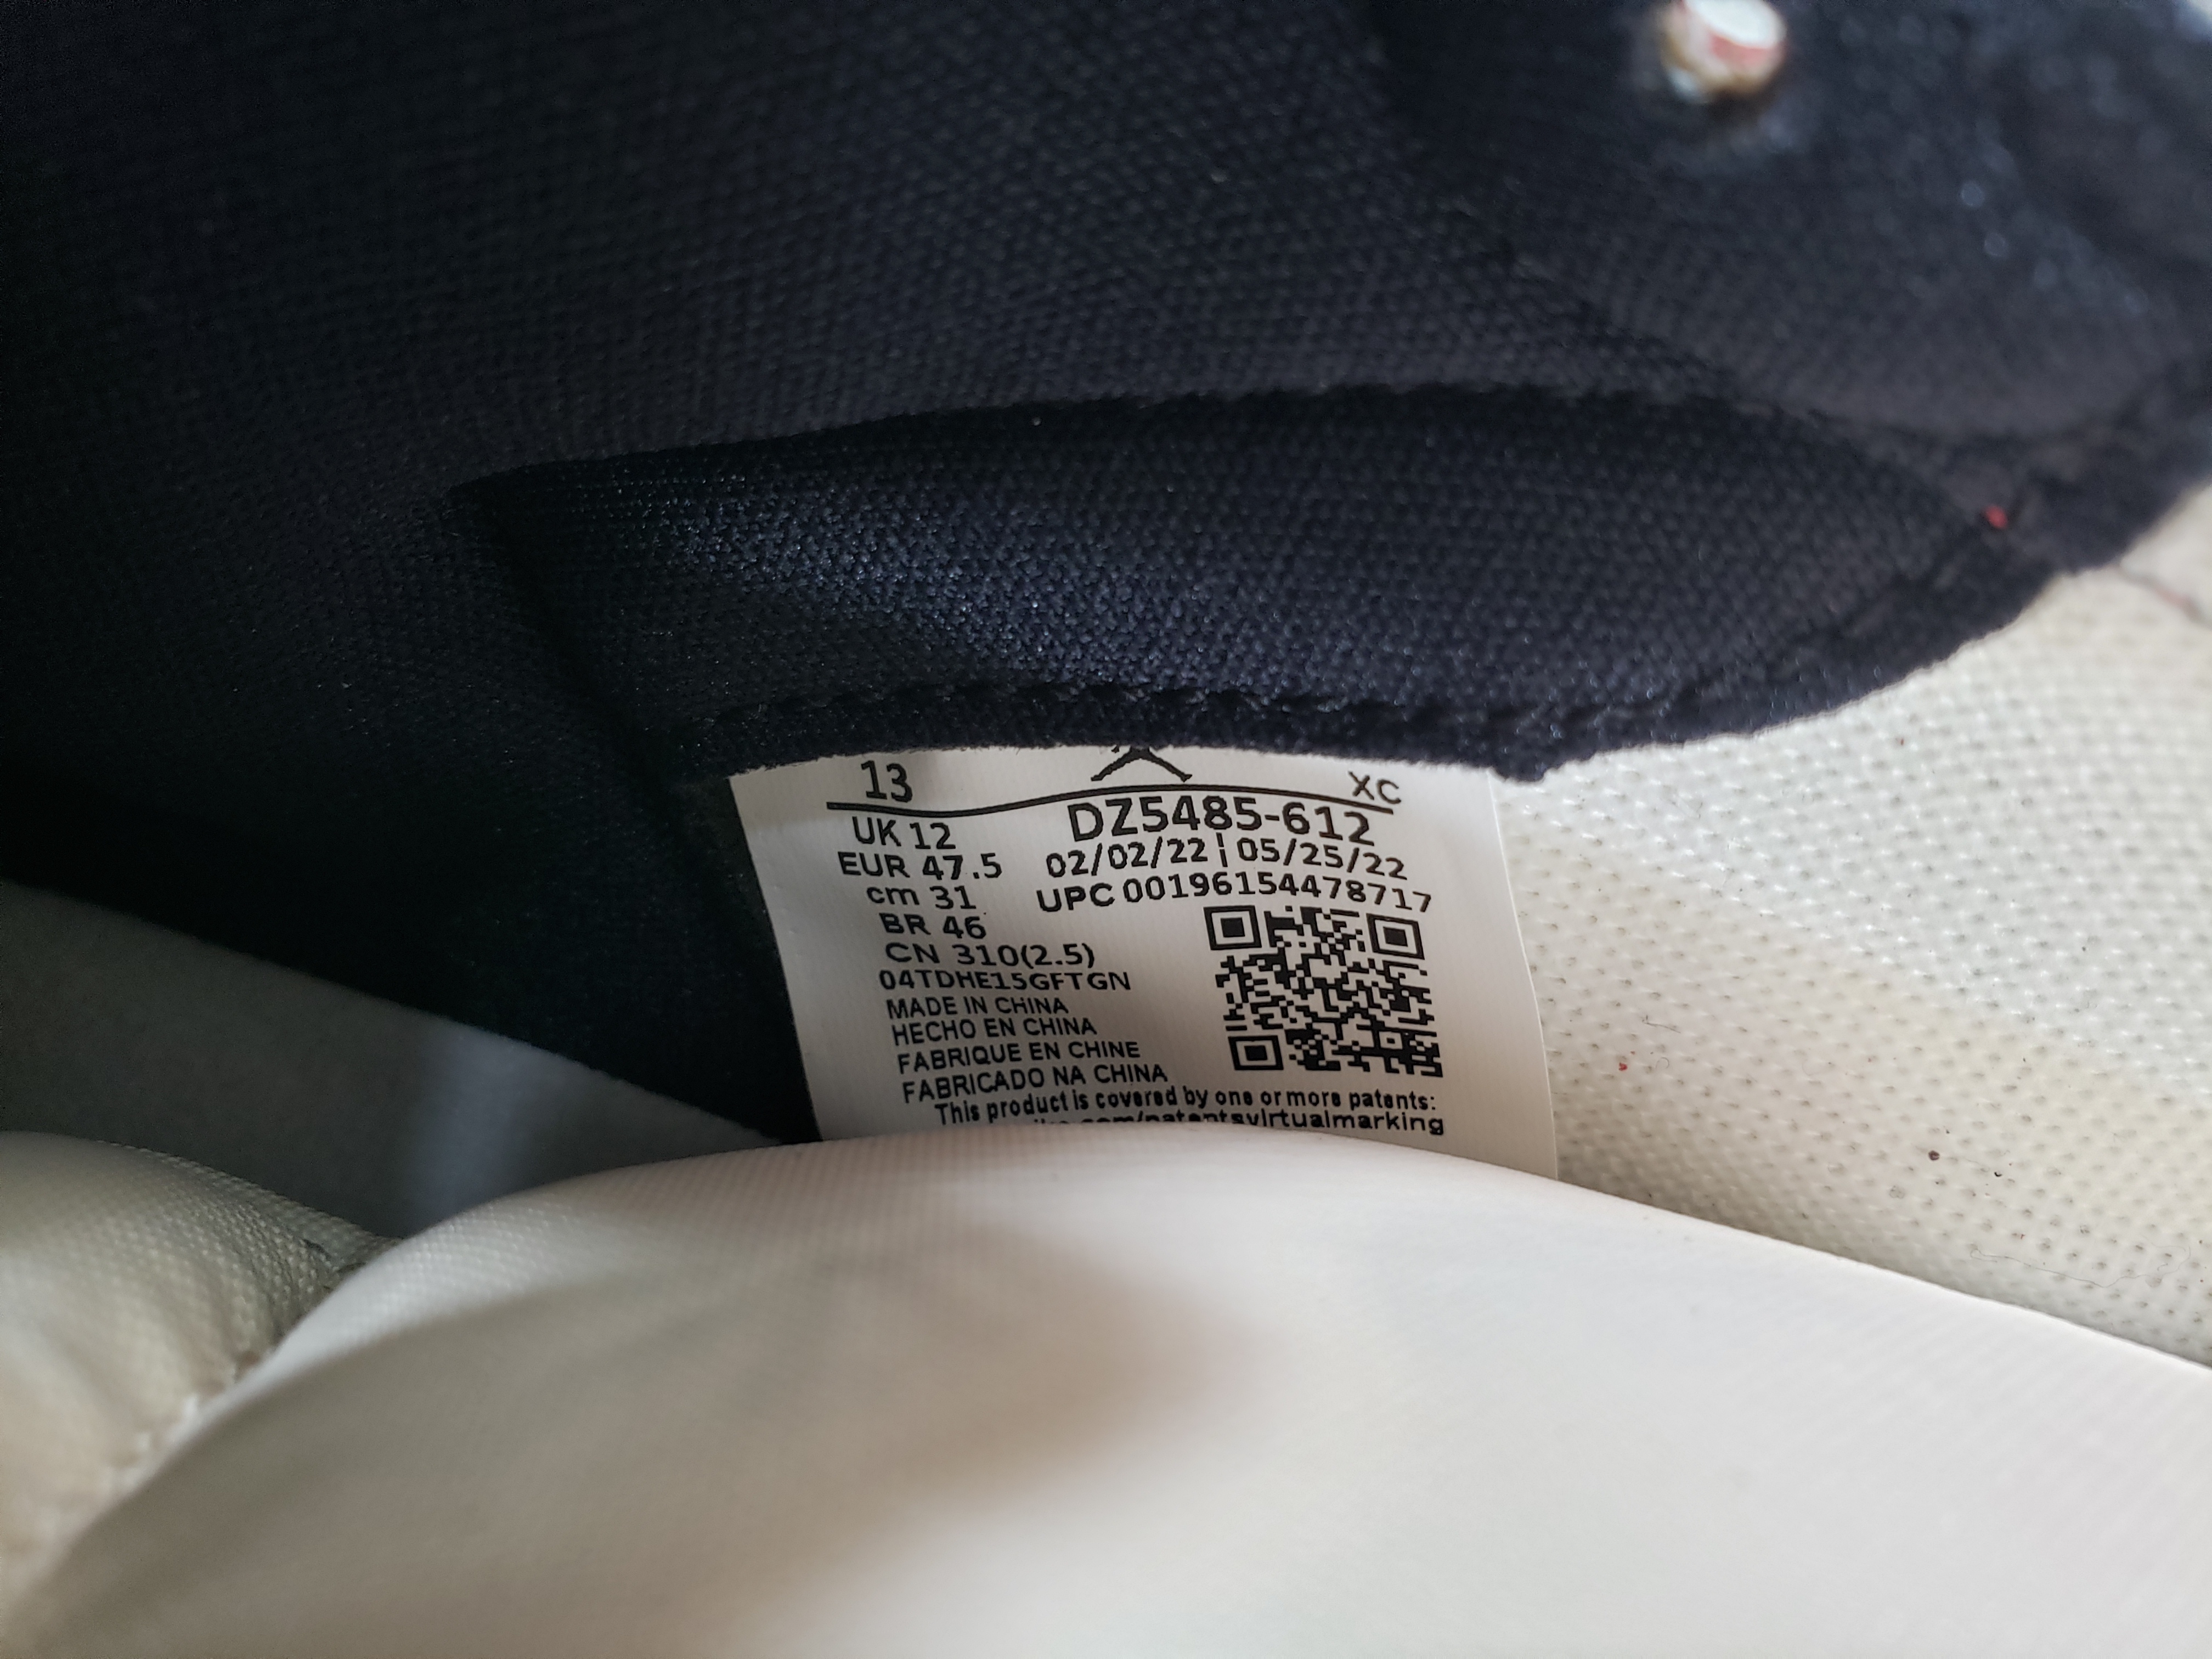 13
XC
UK 12
EUR 47.5
cm 31
BR 46
CN 310(2.5)
04TDHE15GFTGN
MADE IN CHINA
HECHO EN CHINA
FABRIQUE EN CHINE
FABRICADO NA CHINA
DZ5485-612
02/02/22 ¦ 05/25/22
UPC 00196154478717
This product is covered by one or more patents:
.com/patentsvirtualmarking